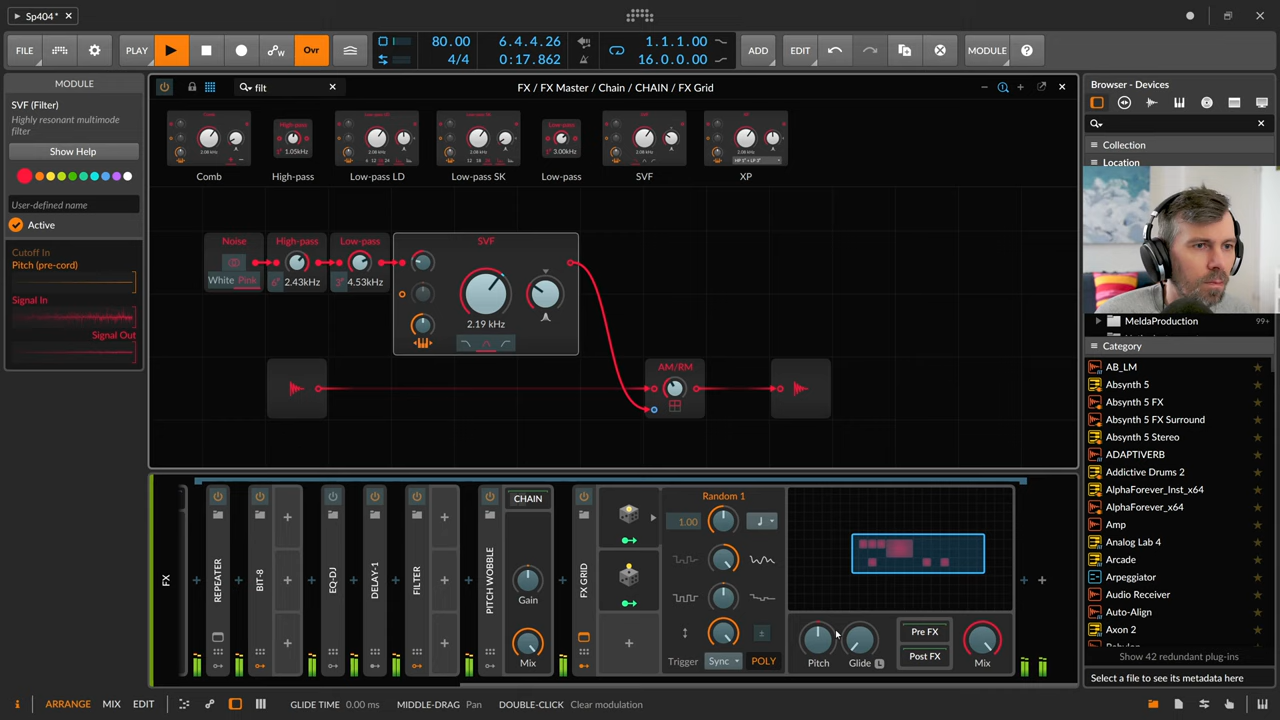 Sp404*
FILE
PLAY
Ovr
80.00
4/4
6.4.4.26
0:17.862
1.1.1.00
16.0.0.00
ADD
EDIT
MODULE
MODULE
SVF (Filter)
Highly resonant multimode
filter
Show Help
User-defined name
Active
Cutoff In
Pitch (pre-cord)
Signal In
Signal Out
filt
FX / FX Master / Chain / CHAIN / FX Grid
Comb
High-pass
Low-pass LD
Low-pass SK
Low-pass
SVF
XP
Noise
White Pink
High-pass
2.43kHz
Low-pass
4.53kHz
SVF
2.19 kHz
AM/RM
Browser - Devices
Collection
Location
MeldaProduction
99+
Category
AB_LM
Absynth 5
Absynth 5 FX
Absynth 5 FX Surround
Absynth 5 Stereo
ADAPTIVERB
Addictive Drums 2
AlphaForever_Inst_x64
AlphaForever_x64
Amp
Analog Lab 4
Arcade
Arpeggiator
Audio Receiver
Auto-Align
Axon 2
Show 42 redundant plug-ins
Select a file to see its metadata here
FX
REPEATER
BIT-8
EQ-DJ
DELAY-1
FILTER
PITCH WOBBLE
CHAIN
Gain
Mix
FX GRID
Random 1
1.00
Trigger
Sync
POLY
Pitch
Glide
L
Pre FX
Post FX
Mix
ARRANGE
MIX
EDIT
GLIDE TIME 0.00 ms
MIDDLE-DRAG Pan
DOUBLE-CLICK Clear modulation